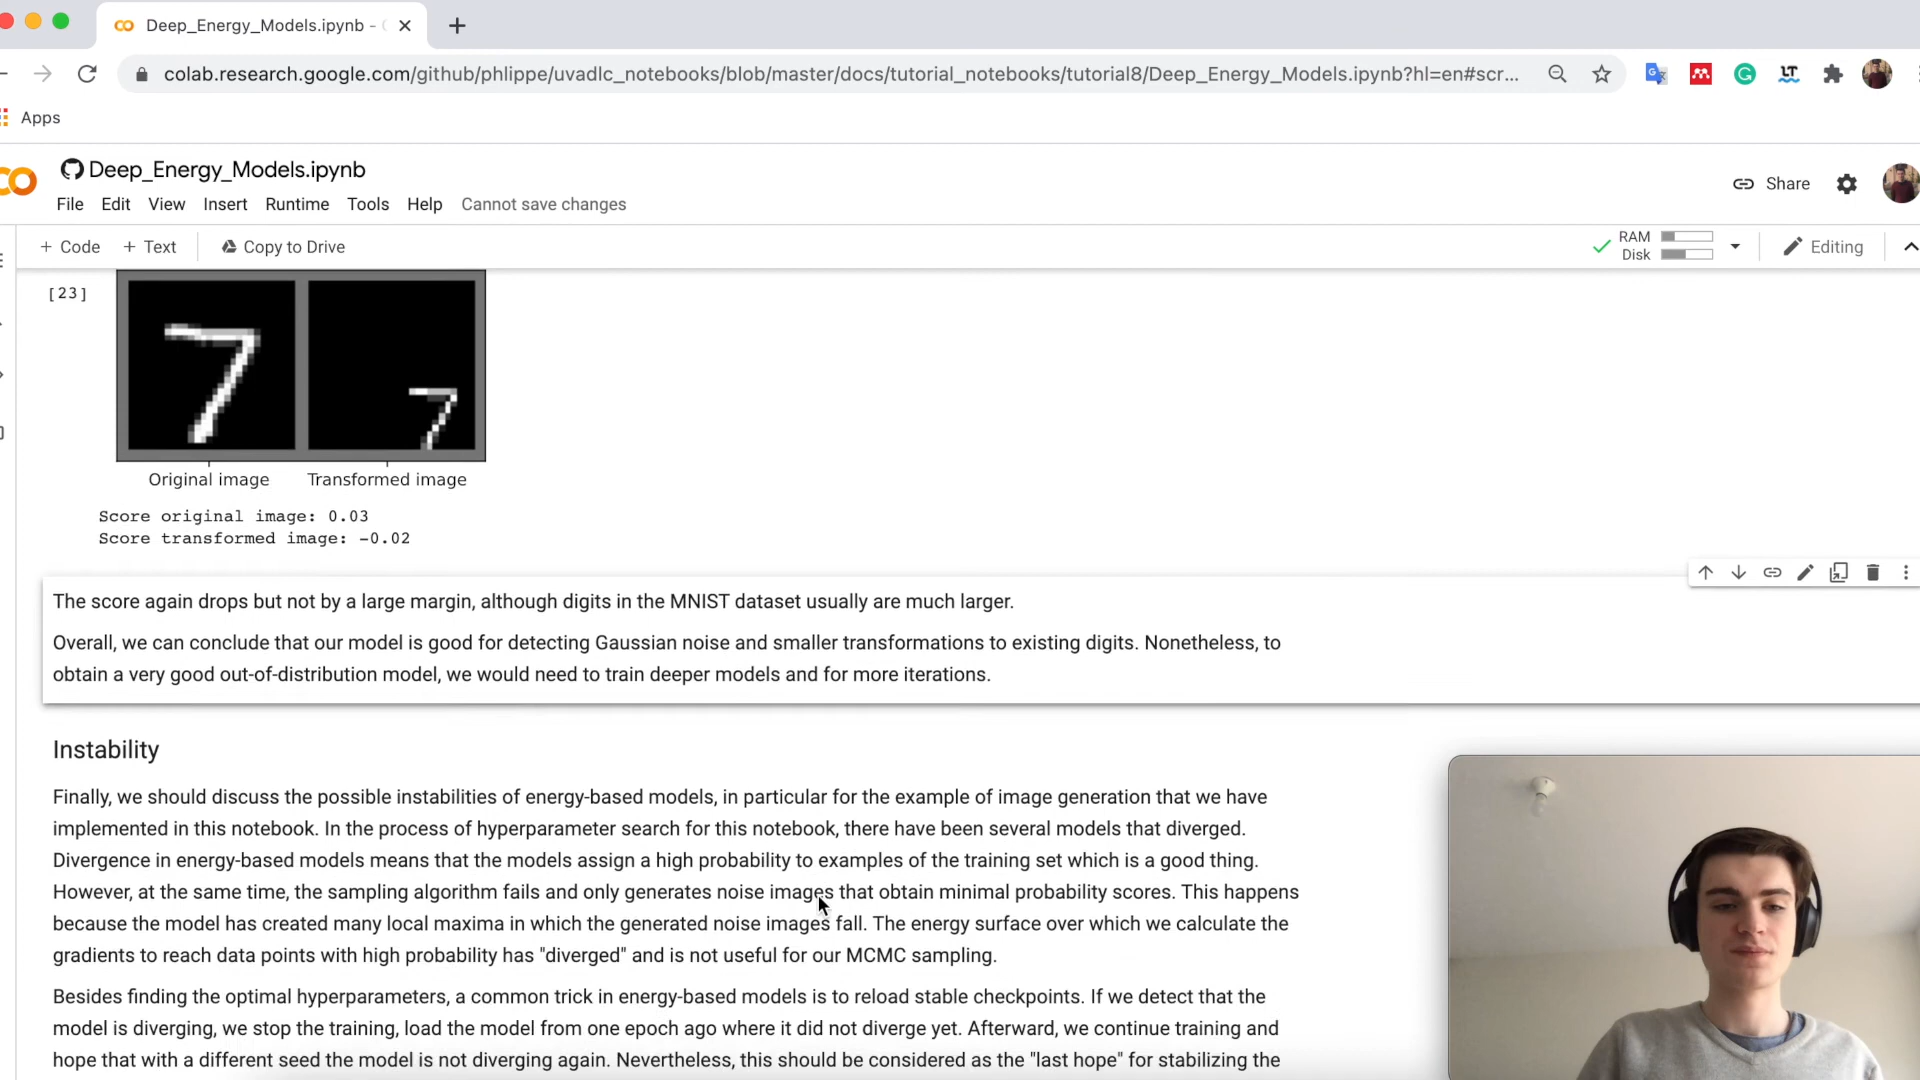 Deep_Energy_Models.ipynb -
colab.research.google.com/github/phlippe/uvadlc_notebooks/blob/master/docs/tutorial_notebooks/tutorial8/Deep_Energy_Models.ipynb?hl=en#scr...
Apps
Deep_Energy_Models.ipynb
Share
File Edit View Insert Runtime Tools Help Cannot save changes
+ Code + Text Copy to Drive
RAM
Disk
Editing
[23]
Original image Transformed image
Score original image: 0.03
Score transformed image: -0.02
The score again drops but not by a large margin, although digits in the MNIST dataset usually are much larger.
Overall, we can conclude that our model is good for detecting Gaussian noise and smaller transformations to existing digits. Nonetheless, to
obtain a very good out-of-distribution model, we would need to train deeper models and for more iterations.
Instability
Finally, we should discuss the possible instabilities of energy-based models, in particular for the example of image generation that we have
implemented in this notebook. In the process of hyperparameter search for this notebook, there have been several models that diverged.
Divergence in energy-based models means that the models assign a high probability to examples of the training set which is a good thing.
However, at the same time, the sampling algorithm fails and only generates noise images that obtain minimal probability scores. This happens
because the model has created many local maxima in which the generated noise images fall. The energy surface over which we calculate the
gradients to reach data points with high probability has "diverged" and is not useful for our MCMC sampling.
Besides finding the optimal hyperparameters, a common trick in energy-based models is to reload stable checkpoints. If we detect that the
model is diverging, we stop the training, load the model from one epoch ago where it did not diverge yet. Afterward, we continue training and
hope that with a different seed the model is not diverging again. Nevertheless, this should be considered as the "last hope" for stabilizing the